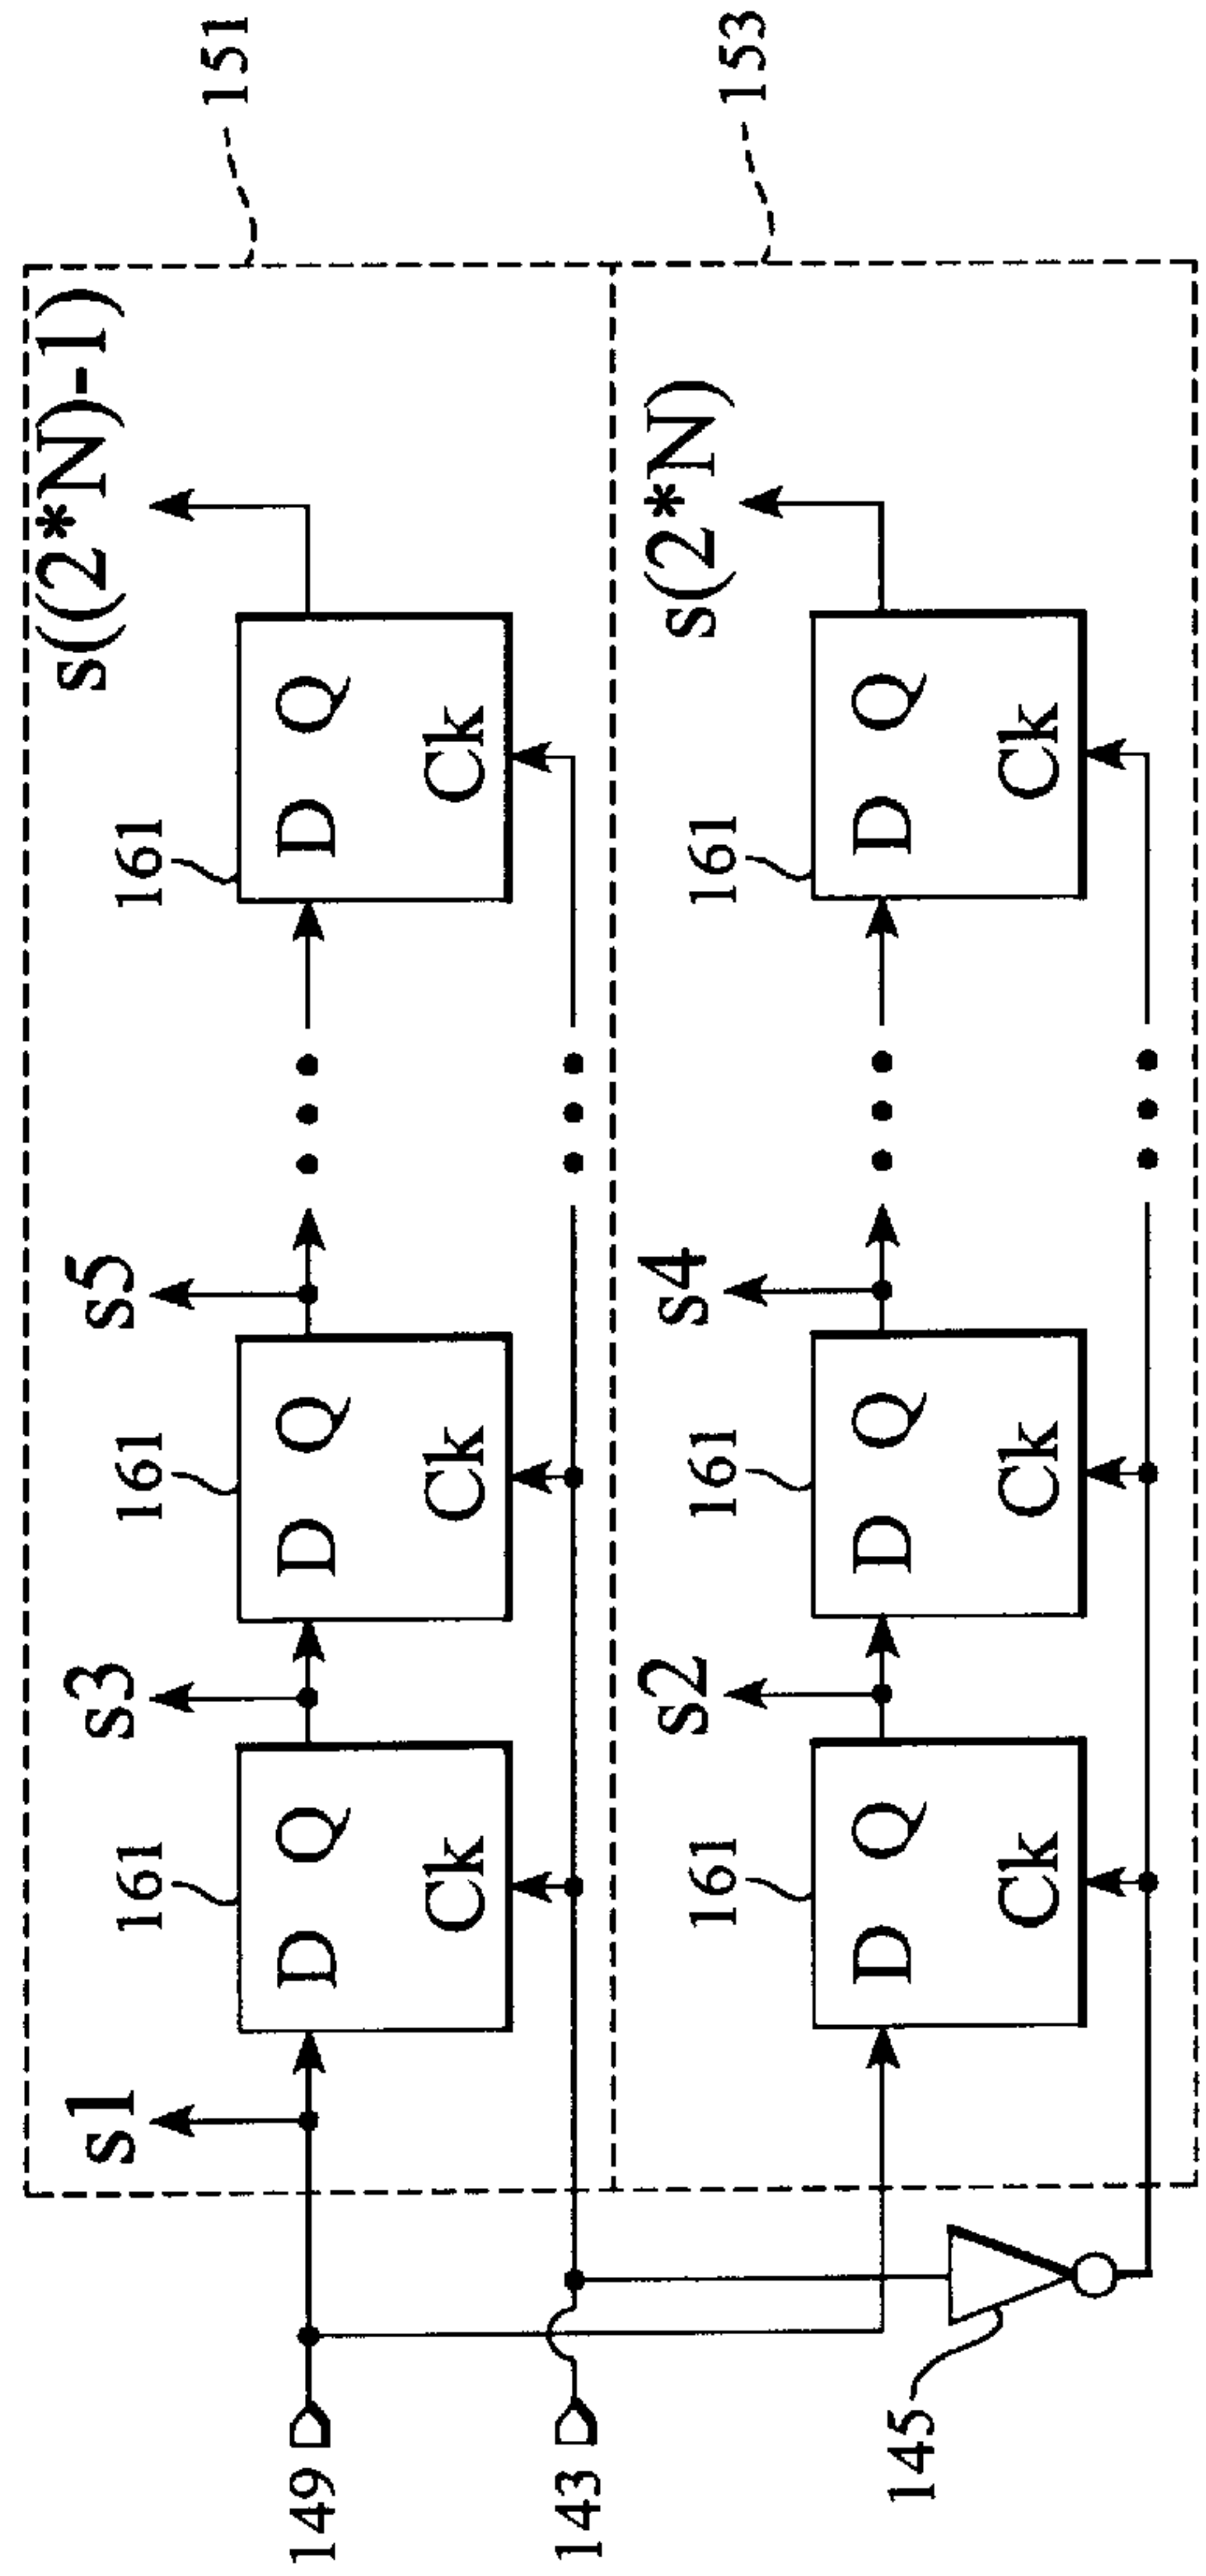 s1
s3
s5
s((2*N)-1)
151
161
161
161
D Q
D Q
D Q
Ck
Ck
Ck
149
143
s2
s4
s(2*N)
153
161
161
161
D Q
D Q
D Q
Ck
Ck
Ck
145